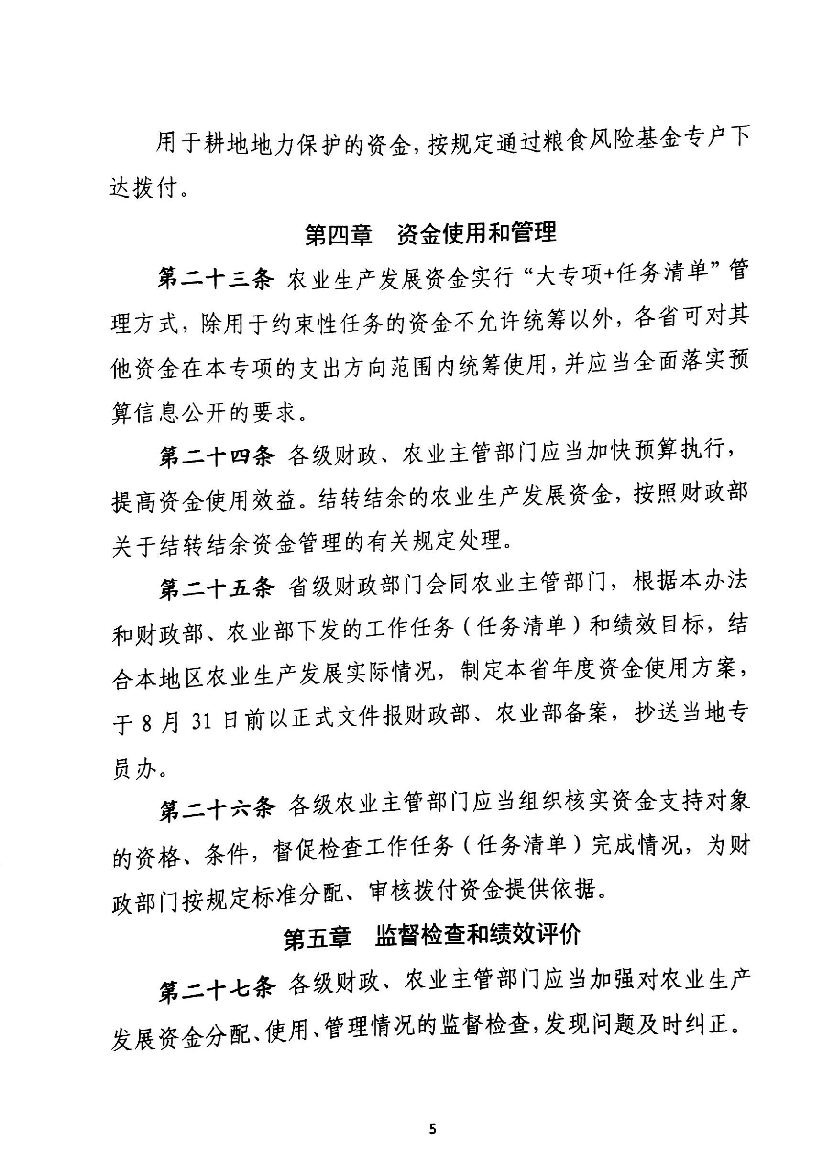 用于耕地地力保护的资金,按规定通过粮食风险基金专户下
达拨付。
第四章　资金使用和管理
第二十三条 农业生产发展资金实行“大专项+任务清单”管
理方式，除用于约束性任务的资金不允许统筹以外，各省可对其
他资金在本专项的支出方向范围内统筹使用,并应当全面落实预
算信息公开的要求。
第二十四条 各级财政、农业主管部门应当加快预算执行，
提高资金使用效益。结转结余的农业生产发展资金，按照财政部
关于结转结余资金管理的有关规定处理。
第二十五条 省级财政部门会同农业主管部门，根据本办法
和财政部、农业部下发的工作任务（任务清单）和绩效目标，结
合本地区农业生产发展实际情况，制定本省年度资金使用方案，
于 8 月 31 日前以正式文件报财政部、农业部备案，抄送当地专
员办。
第二十六条 各级农业主管部门应当组织核实资金支持对象
的资格、条件，督促检查工作任务（任务清单）完成情况，为财
政部门按规定标准分配、审核拨付资金提供依据。
第五章　监督检查和绩效评价
第二十七条 各级财政、农业主管部门应当加强对农业生产
发展资金分配、使用、管理情况的监督检查,发现问题及时纠正。
5